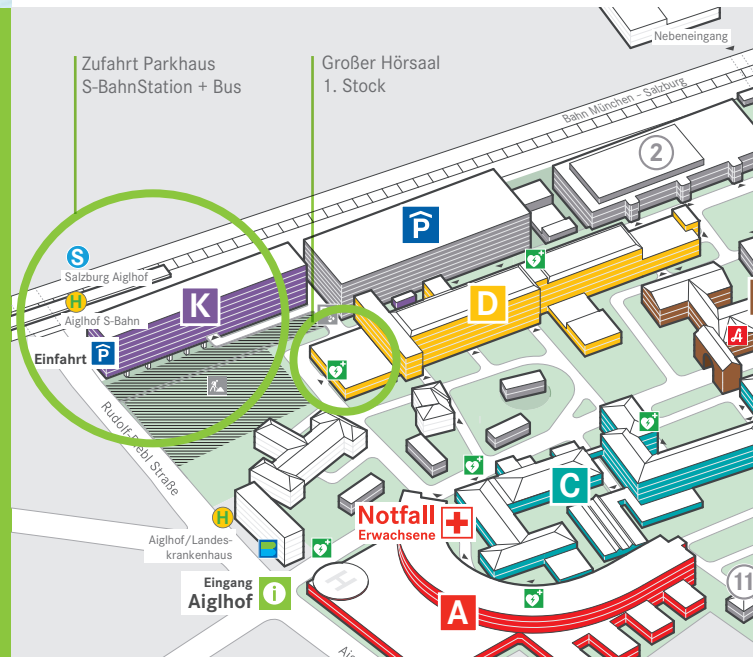 Zufahrt Parkhaus
S-BahnStation + Bus
Großer Hörsaal
1. Stock
Nebeneingang
Bahn München - Salzburg
2
P
S
Salzburg Aiglhof
H
Aiglhof S-Bahn
K
D
Einfahrt P
A
Rudolf-Biebl Straße
C
H
Aiglhof/Landes-
krankenhaus
Notfall
Erwachsene
Eingang
Aiglhof
i
H
A
11